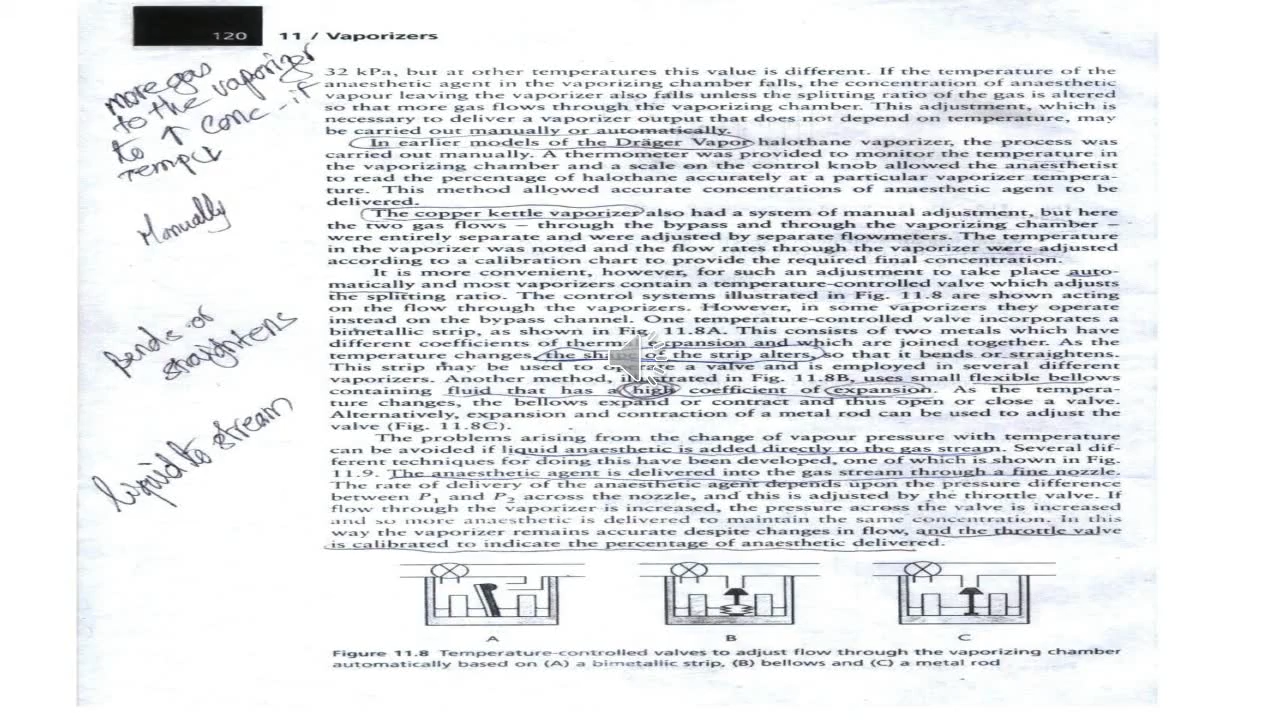 120 11 / Vaporizers
more gas
to the vaporizer
to ↑ conc - if
temp ↓
Manually
Bends or
straightens
liquid to stream
32 kPa, but at other temperatures this value is different. If the temperature of the
anaesthetic agent in the vaporizing chamber falls, the concentration of anaesthetic
vapour leaving the vaporizer also falls unless the splitting ratio of the gas is altered
so that more gas flows through the vaporizing chamber. This adjustment, which is
necessary to deliver a vaporizer output that does not depend on temperature, may
be carried out manually or automatically.
In earlier models of the Dräger Vapor halothane vaporizer, the process was
carried out manually. A thermometer was provided to monitor the temperature in
the vaporizing chamber and a scale on the control knob allowed the anaesthetist
to read the percentage of halothane accurately at a particular vaporizer tempera-
ture. This method allowed accurate concentrations of anaesthetic agent to be
delivered.
The copper kettle vaporizer also had a system of manual adjustment, but here
the two gas flows – through the bypass and through the vaporizing chamber –
were entirely separate and were adjusted by separate flowmeters. The temperature
in the vaporizer was noted and the flow rates through the vaporizer were adjusted
according to a calibration chart to provide the required final concentration.
It is more convenient, however, for such an adjustment to take place auto-
matically and most vaporizers contain a temperature-controlled valve which adjusts
the splitting ratio. The control systems illustrated in Fig. 11.8 are shown acting
on the flow through the vaporizers. However, in some vaporizers they operate
instead on the bypass channel. One temperature-controlled valve incorporates a
bimetallic strip, as shown in Fig. 11.8A. This consists of two metals which have
different coefficients of thermal expansion and which are joined together. As the
temperature changes, the shape of the strip alters, so that it bends or straightens.
This strip may be used to a valve and is employed in several different
vaporizers. Another method, illustrated in Fig. 11.8B, uses small flexible bellows
containing fluid that has a high coefficient of expansion. As the tempera-
ture changes, the bellows expand or contract and thus open or close a valve.
Alternatively, expansion and contraction of a metal rod can be used to adjust the
valve (Fig. 11.8C).
The problems arising from the change of vapour pressure with temperature
can be avoided if liquid anaesthetic is added directly to the gas stream. Several dif-
ferent techniques for doing this have been developed, one of which is shown in Fig.
11.9. The anaesthetic agent is delivered into the gas stream through a fine nozzle.
The rate of delivery of the anaesthetic agent depends upon the pressure difference
between P1 and P2 across the nozzle, and this is adjusted by the throttle valve. If
flow through the vaporizer is increased, the pressure across the valve is increased
and so more anaesthetic is delivered to maintain the same concentration. In this
way the vaporizer remains accurate despite changes in flow, and the throttle valve
is calibrated to indicate the percentage of anaesthetic delivered.
A B C
Figure 11.8 Temperature-controlled valves to adjust flow through the vaporizing chamber
automatically based on (A) a bimetallic strip, (B) bellows and (C) a metal rod